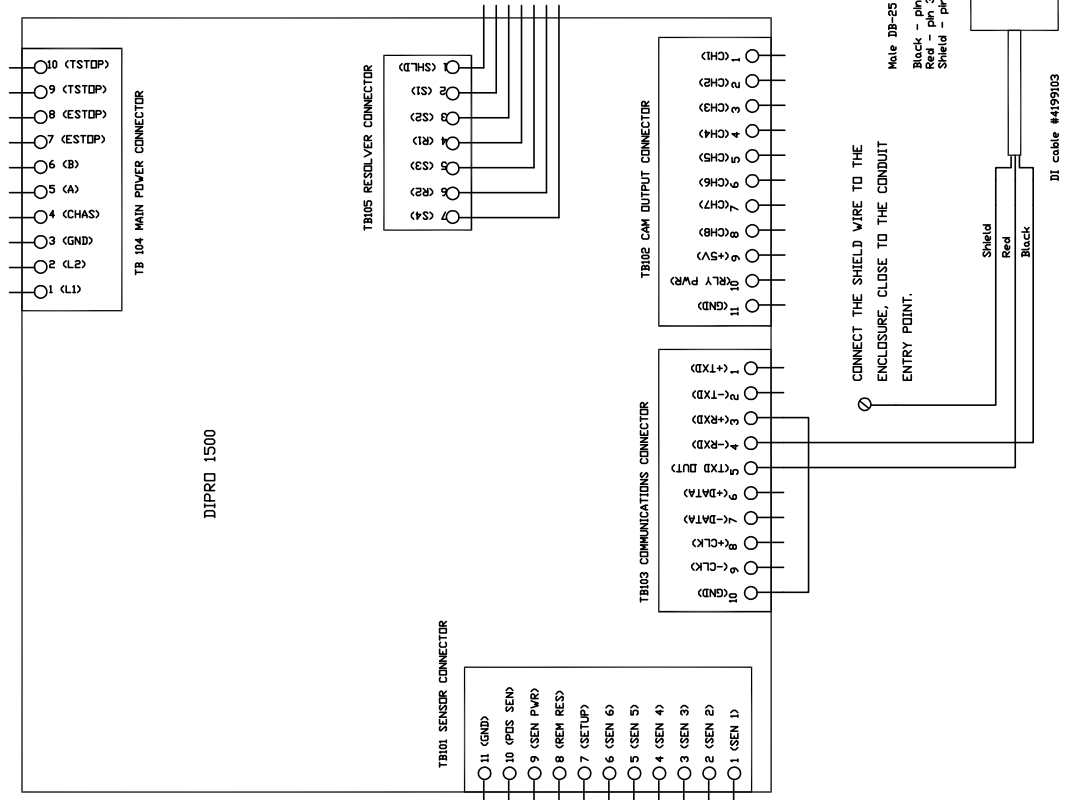 10 (TSTOP)
9 (TSTOP)
8 (ESTOP)
7 (ESTOP)
6 (B)
5 (A)
4 (CHAS)
3 (GND)
2 (L2)
1 (L1)
TB 104 MAIN POWER CONNECTOR
TB105 RESOLVER CONNECTOR
1 (SHLD)
2 (S1)
3 (S2)
4 (R1)
5 (S3)
6 (R2)
7 (S4)
TB102 CAM OUTPUT CONNECTOR
1 (CH1)
2 (CH2)
3 (CH3)
4 (CH4)
5 (CH5)
6 (CH6)
7 (CH7)
8 (CH8)
9 (+5V)
10 (RLY PWR)
11 (GND)
Male DB-25
Black - pin
Red - pin 3
Shield - pin
DI cable #4199103
Shield
Red
Black
CONNECT THE SHIELD WIRE TO THE
ENCLOSURE, CLOSE TO THE CONDUIT
ENTRY POINT.
DIPRO 1500
TB103 COMMUNICATIONS CONNECTOR
1 (+TXD)
2 (-TXD)
3 (+RXD)
4 (-RXD)
5 (TXD OUT)
6 (+DATA)
7 (-DATA)
8 (+CLK)
9 (-CLK)
10 (GND)
TB101 SENSOR CONNECTOR
11 (GND)
10 (POS SEN)
9 (SEN PWR)
8 (REM RES)
7 (SETUP)
6 (SEN 6)
5 (SEN 5)
4 (SEN 4)
3 (SEN 3)
2 (SEN 2)
1 (SEN 1)